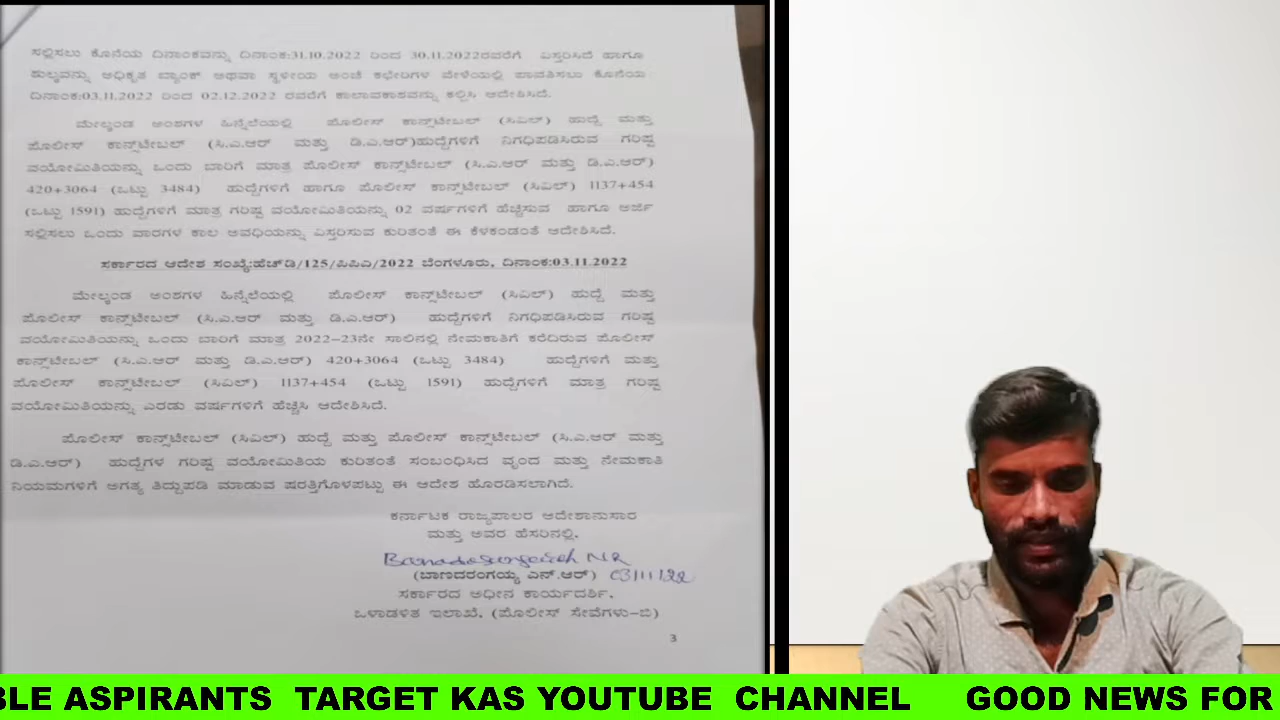 ಸಲ್ಲಿಸಲು ಕೊನೆಯ ದಿನಾಂಕವನ್ನು ದಿನಾಂಕ:31.10.2022 ರಿಂದ 30.11.2022ರವರೆಗೆ ವಿಸ್ತರಿಸಿದೆ ಹಾಗೂ
ಶುಲ್ಕವನ್ನು ಅಧಿಕೃತ ಬ್ಯಾಂಕ್ ಅಥವಾ ಸ್ಥಳೀಯ ಅಂಚೆ ಕಛೇರಿಗಳ ವೇಳೆಯಲ್ಲಿ ಪಾವತಿಸಲು ಕೊನೆಯ
ದಿನಾಂಕ:03.11.2022 ರಿಂದ 02.12.2022 ರವರೆಗೆ ಕಾಲಾವಕಾಶವನ್ನು ಕಲ್ಪಿಸಿ ಆದೇಶಿಸಿದೆ.
ಮೇಲ್ಕಂಡ ಅಂಶಗಳ ಹಿನ್ನೆಲೆಯಲ್ಲಿ ಪೊಲೀಸ್ ಕಾನ್ಸ್‌ಟೇಬಲ್ (ಸಿವಿಲ್) ಹುದ್ದೆ ಮತ್ತು
ಪೊಲೀಸ್ ಕಾನ್ಸ್‌ಟೇಬಲ್ (ಸಿ.ಎ.ಆರ್ ಮತ್ತು ಡಿ.ಎ.ಆರ್)ಹುದ್ದೆಗಳಿಗೆ ನಿಗಧಿಪಡಿಸಿರುವ ಗರಿಷ್ಠ
ವಯೋಮಿತಿಯನ್ನು ಒಂದು ಬಾರಿಗೆ ಮಾತ್ರ ಪೊಲೀಸ್ ಕಾನ್ಸ್‌ಟೇಬಲ್ (ಸಿ.ಎ.ಆರ್ ಮತ್ತು ಡಿ.ಎ.ಆರ್)
420+3064 (ಒಟ್ಟು 3484) ಹುದ್ದೆಗಳಿಗೆ ಹಾಗೂ ಪೊಲೀಸ್ ಕಾನ್ಸ್‌ಟೇಬಲ್ (ಸಿವಿಲ್) 1137+454
(ಒಟ್ಟು 1591) ಹುದ್ದೆಗಳಿಗೆ ಮಾತ್ರ ಗರಿಷ್ಠ ವಯೋಮಿತಿಯನ್ನು 02 ವರ್ಷಗಳಿಗೆ ಹೆಚ್ಚಿಸುವ ಹಾಗೂ ಅರ್ಜಿ
ಸಲ್ಲಿಸಲು ಒಂದು ವಾರಗಳ ಕಾಲ ಅವಧಿಯನ್ನು ವಿಸ್ತರಿಸುವ ಕುರಿತಂತೆ ಈ ಕೆಳಕಂಡಂತೆ ಆದೇಶಿಸಿದೆ.
ಸರ್ಕಾರದ ಆದೇಶ ಸಂಖ್ಯೆ:ಹೆಚ್‌ಡಿ/125/ಪಿಪಿಎ/2022 ಬೆಂಗಳೂರು, ದಿನಾಂಕ:03.11.2022
ಮೇಲ್ಕಂಡ ಅಂಶಗಳ ಹಿನ್ನೆಲೆಯಲ್ಲಿ ಪೊಲೀಸ್ ಕಾನ್ಸ್‌ಟೇಬಲ್ (ಸಿವಿಲ್) ಹುದ್ದೆ ಮತ್ತು
ಪೊಲೀಸ್ ಕಾನ್ಸ್‌ಟೇಬಲ್ (ಸಿ.ಎ.ಆರ್ ಮತ್ತು ಡಿ.ಎ.ಆರ್) ಹುದ್ದೆಗಳಿಗೆ ನಿಗಧಿಪಡಿಸಿರುವ ಗರಿಷ್ಠ
ವಯೋಮಿತಿಯನ್ನು ಒಂದು ಬಾರಿಗೆ ಮಾತ್ರ 2022-23ನೇ ಸಾಲಿನಲ್ಲಿ ನೇಮಕಾತಿಗೆ ಕರೆದಿರುವ ಪೊಲೀಸ್
ಕಾನ್ಸ್‌ಟೇಬಲ್ (ಸಿ.ಎ.ಆರ್ ಮತ್ತು ಡಿ.ಎ.ಆರ್) 420+3064 (ಒಟ್ಟು 3484) ಹುದ್ದೆಗಳಿಗೆ ಮತ್ತು
ಪೊಲೀಸ್ ಕಾನ್ಸ್‌ಟೇಬಲ್ (ಸಿವಿಲ್) 1137+454 (ಒಟ್ಟು 1591) ಹುದ್ದೆಗಳಿಗೆ ಮಾತ್ರ ಗರಿಷ್ಠ
ವಯೋಮಿತಿಯನ್ನು ಎರಡು ವರ್ಷಗಳಿಗೆ ಹೆಚ್ಚಿಸಿ ಆದೇಶಿಸಿದೆ.
ಪೊಲೀಸ್ ಕಾನ್ಸ್‌ಟೇಬಲ್ (ಸಿವಿಲ್) ಹುದ್ದೆ ಮತ್ತು ಪೊಲೀಸ್ ಕಾನ್ಸ್‌ಟೇಬಲ್ (ಸಿ.ಎ.ಆರ್ ಮತ್ತು
ಡಿ.ಎ.ಆರ್) ಹುದ್ದೆಗಳ ಗರಿಷ್ಠ ವಯೋಮಿತಿಯ ಕುರಿತಂತೆ ಸಂಬಂಧಿಸಿದ ವೃಂದ ಮತ್ತು ನೇಮಕಾತಿ
ನಿಯಮಗಳಿಗೆ ಅಗತ್ಯ ತಿದ್ದುಪಡಿ ಮಾಡುವ ಷರತ್ತಿಗೊಳಪಟ್ಟು ಈ ಆದೇಶ ಹೊರಡಿಸಲಾಗಿದೆ.
ಕರ್ನಾಟಕ ರಾಜ್ಯಪಾಲರ ಆದೇಶಾನುಸಾರ
ಮತ್ತು ಅವರ ಹೆಸರಿನಲ್ಲಿ,
(ಬಾಣದರಂಗಯ್ಯ ಎನ್.ಆರ್) 03/11/22
ಸರ್ಕಾರದ ಅಧೀನ ಕಾರ್ಯದರ್ಶಿ,
ಒಳಾಡಳಿತ ಇಲಾಖೆ, (ಪೊಲೀಸ್ ಸೇವೆಗಳು-ಬಿ)
3
BLE ASPIRANTS TARGET KAS YOUTUBE CHANNEL GOOD NEWS FOR